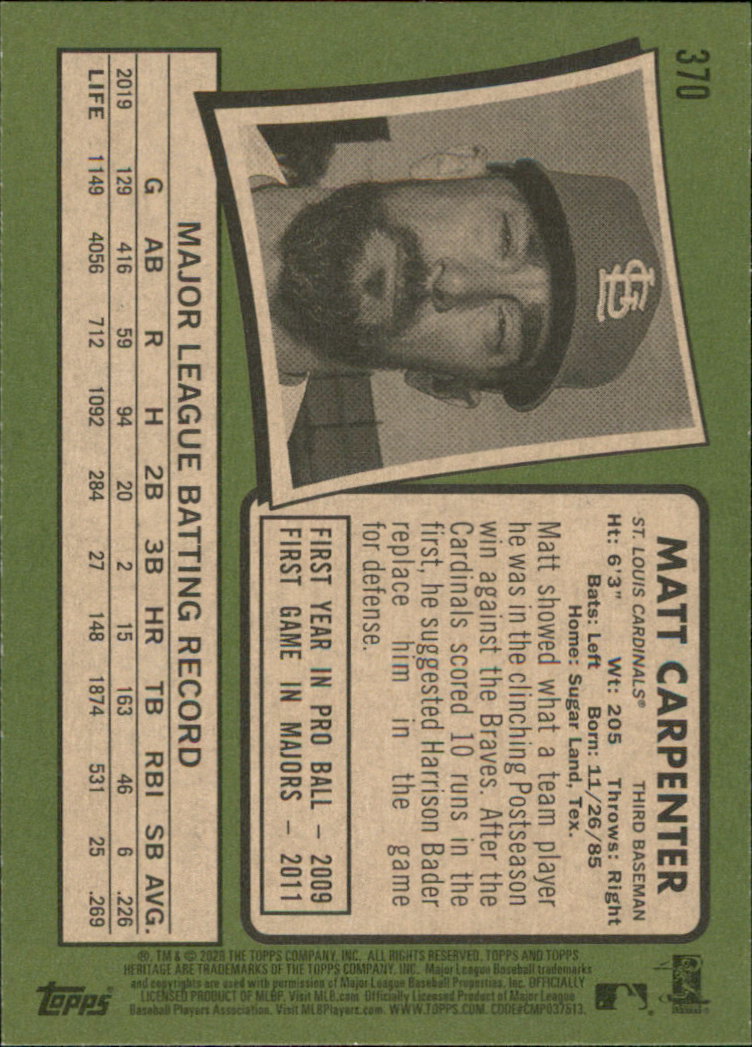 370
MATT CARPENTER
ST. LOUIS CARDINALS® THIRD BASEMAN
Ht: 6'3" Wt: 205 Throws: Right
Bats: Left Born: 11/26/85
Home: Sugar Land, Tex.
Matt showed what a team player
he was in the clinching Postseason
win against the Braves. After the
Cardinals scored 10 runs in the
first, he suggested Harrison Bader
replace him in the game
for defense.
FIRST YEAR IN PRO BALL – 2009
FIRST GAME IN MAJORS – 2011
MAJOR LEAGUE BATTING RECORD
G AB R H 2B 3B HR TB RBI SB AVG.
2019 129 416 59 94 20 2 15 163 46 6 .226
LIFE 1149 4056 712 1092 284 27 148 1874 531 25 .269
®, TM & © 2020 THE TOPPS COMPANY, INC. ALL RIGHTS RESERVED. TOPPS AND TOPPS
HERITAGE ARE TRADEMARKS OF THE TOPPS COMPANY, INC. Major League Baseball trademarks
and copyrights are used with permission of Major League Baseball Properties, Inc. OFFICIALLY
LICENSED PRODUCT OF MLBP. Visit MLB.com Officially Licensed Product of Major League
Baseball Players Association. Visit MLBPlayers.com. WWW.TOPPS.COM. CODE#CMP037513.
Topps